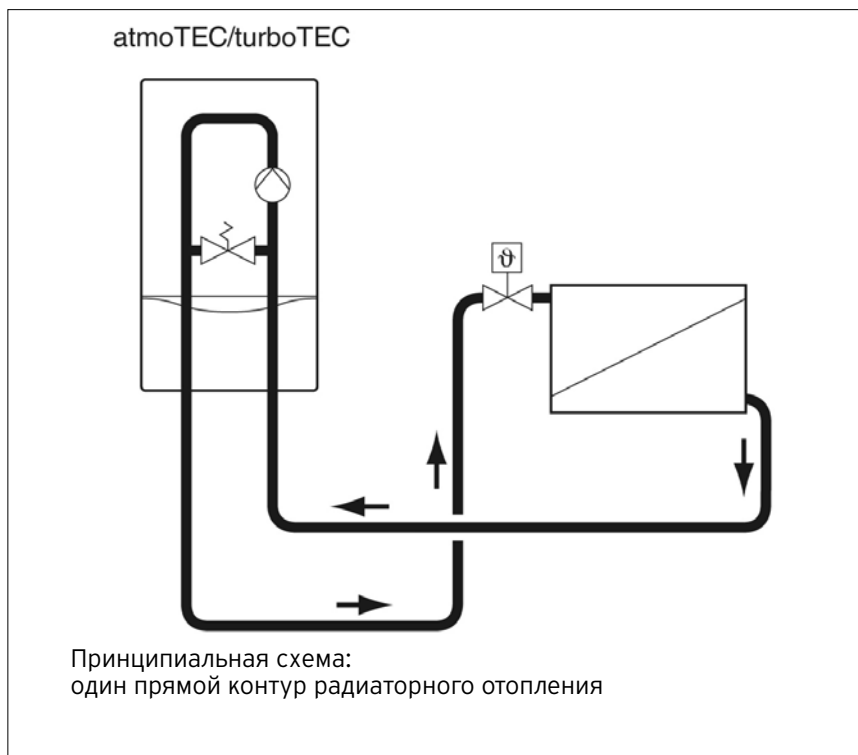 atmoTEC/turboTEC
ϑ
Принципиальная схема:
один прямой контур радиаторного отопления